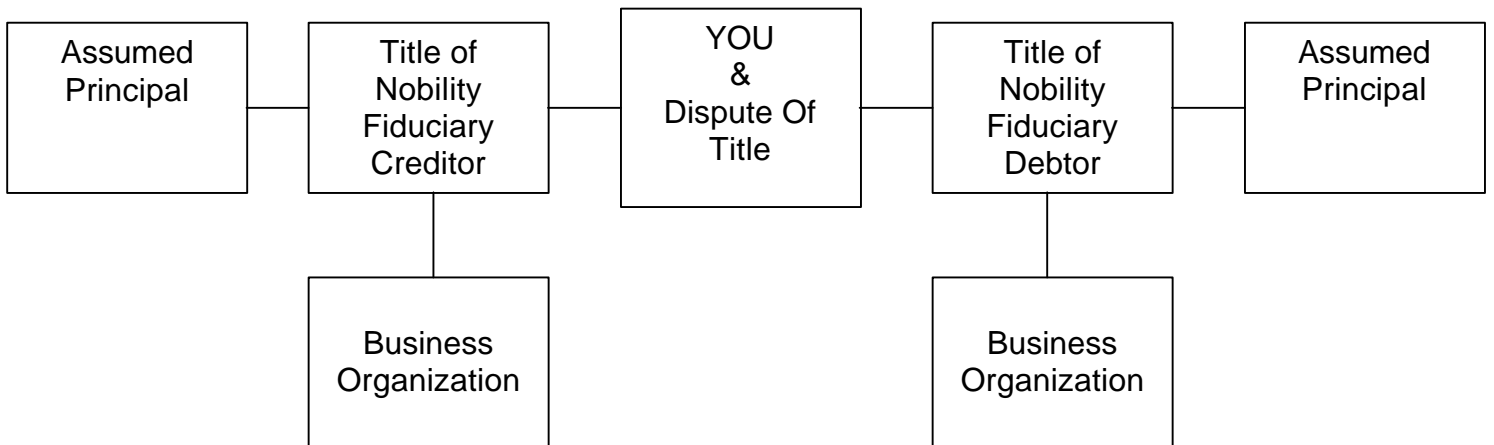 Assumed
Principal
Title of
Nobility
Fiduciary
Creditor
YOU
&
Dispute Of
Title
Title of
Nobility
Fiduciary
Debtor
Assumed
Principal
Business
Organization
Business
Organization